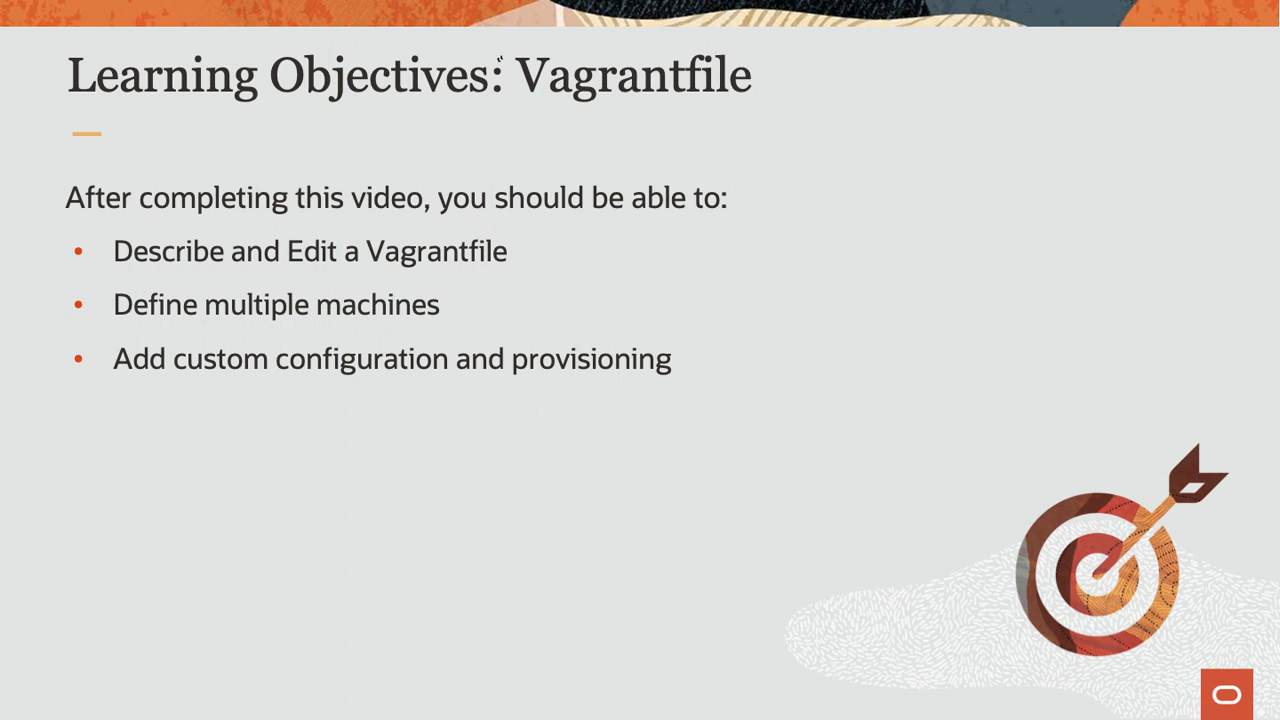 Learning Objectives: Vagrantfile
After completing this video, you should be able to:
• Describe and Edit a Vagrantfile
• Define multiple machines
• Add custom configuration and provisioning